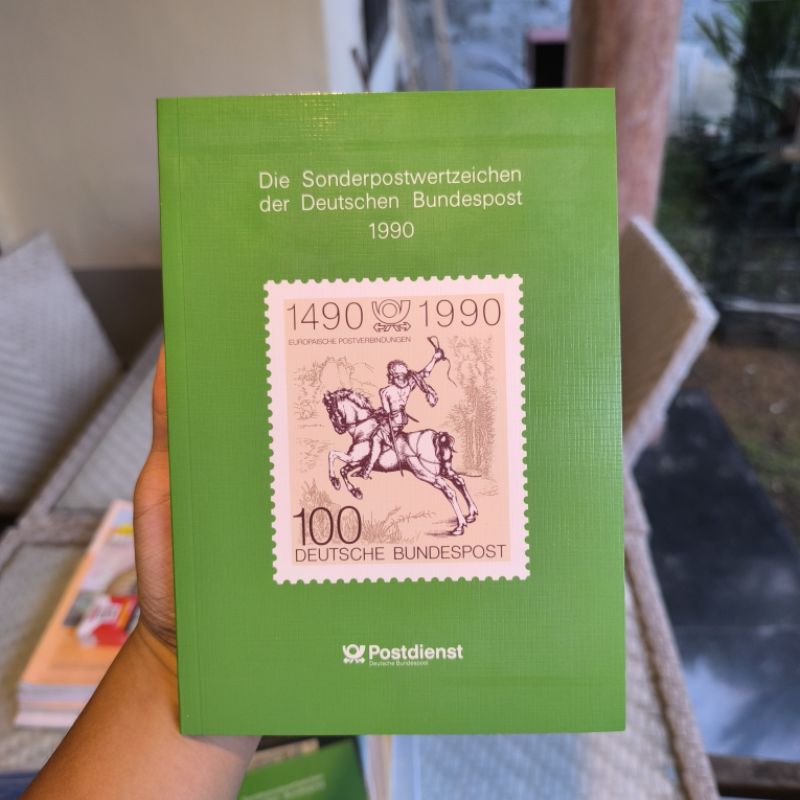 Die Sonderpostwertzeichen
der Deutschen Bundespost
1990
1490 1990
EUROPÄISCHE POSTVERBINDUNGEN
100
DEUTSCHE BUNDESPOST
Postdienst
Deutsche Bundespost